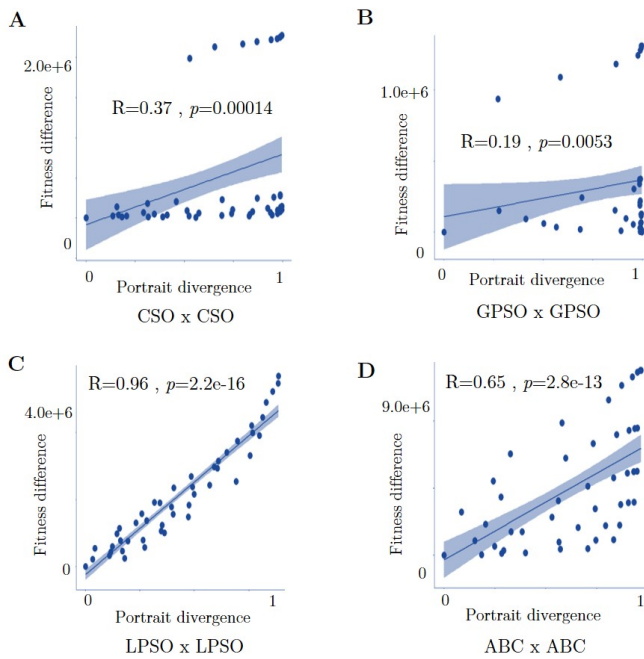 A
Fitness difference
2.0e+6
0
R=0.37 , p=0.00014
0 1
Portrait divergence
CSO x CSO
B
Fitness difference
1.0e+6
0
R=0.19 , p=0.0053
0 1
Portrait divergence
GPSO x GPSO
C
Fitness difference
4.0e+6
0
R=0.96 , p=2.2e-16
0 1
Portrait divergence
LPSO x LPSO
D
Fitness difference
9.0e+6
0
R=0.65 , p=2.8e-13
0 1
Portrait divergence
ABC x ABC